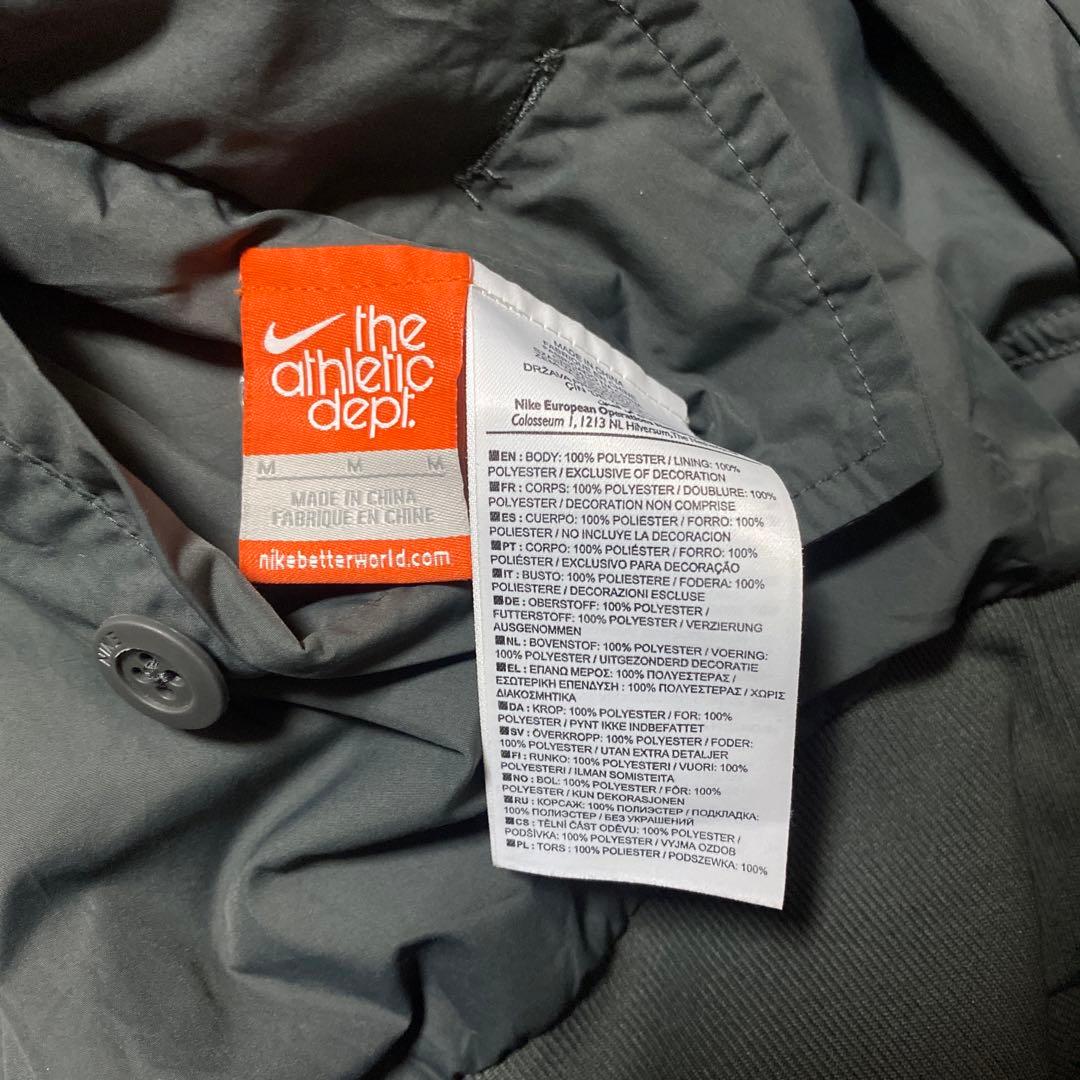 the
athletic
dept.
M M M
MADE IN CHINA
FABRIQUE EN CHINE
nikebetterworld.com
NIKE
MADE IN CHINA
DRŽAVA
Nike European
Colosseum 1, 1213 NL Hilversum, The
EN : BODY: 100% POLYESTER / LINING: 100%
POLYESTER / EXCLUSIVE OF DECORATION
FR : CORPS: 100% POLYESTER / DOUBLURE: 100%
POLYESTER / DECORATION NON COMPRISE
ES : CUERPO: 100% POLIESTER / FORRO: 100%
POLIESTER / NO INCLUYE LA DECORACION
PT : CORPO: 100% POLIÉSTER / FORRO: 100%
POLIÉSTER / EXCLUSIVO PARA DECORAÇÃO
IT : BUSTO: 100% POLIESTERE / FODERA: 100%
POLIESTERE / DECORAZIONI ESCLUSE
DE : OBERSTOFF: 100% POLYESTER /
FUTTERSTOFF: 100% POLYESTER / VERZIERUNG
AUSGENOMMEN
NL : BOVENSTOF: 100% POLYESTER / VOERING:
100% POLYESTER / UITGEZONDERD DECORATIE
EL : ΕΠΑΝΩ ΜΕΡΟΣ: 100% ΠΟΛΥΕΣΤΕΡΑΣ /
ΕΣΩΤΕΡΙΚΗ ΕΠΕΝΔΥΣΗ : 100% ΠΟΛΥΕΣΤΕΡΑΣ / ΧΩΡΙΣ
ΔΙΑΚΟΣΜΗΤΙΚΑ
DA : KROP: 100% POLYESTER / FOR: 100%
POLYESTER / PYNT IKKE INDBEFATTET
SV : ÖVERKROPP: 100% POLYESTER / FODER:
100% POLYESTER / UTAN EXTRA DETALJER
FI : RUNKO: 100% POLYESTERI / VUORI: 100%
POLYESTERI / ILMAN SOMISTEITA
NO : BOL: 100% POLYESTER / FÔR: 100%
POLYESTER / KUN DEKORASJONEN
RU : КОРСАЖ: 100% ПОЛИЭСТЕР / ПОДКЛАДКА:
100% ПОЛИЭСТЕР / БЕЗ УКРАШЕНИЙ
CS : TĚLNÍ ČÁST ODĚVU: 100% POLYESTER /
PODŠÍVKA: 100% POLYESTER / VYJMA OZDOB
PL : TORS : 100% POLIESTER / PODSZEWKA: 100%